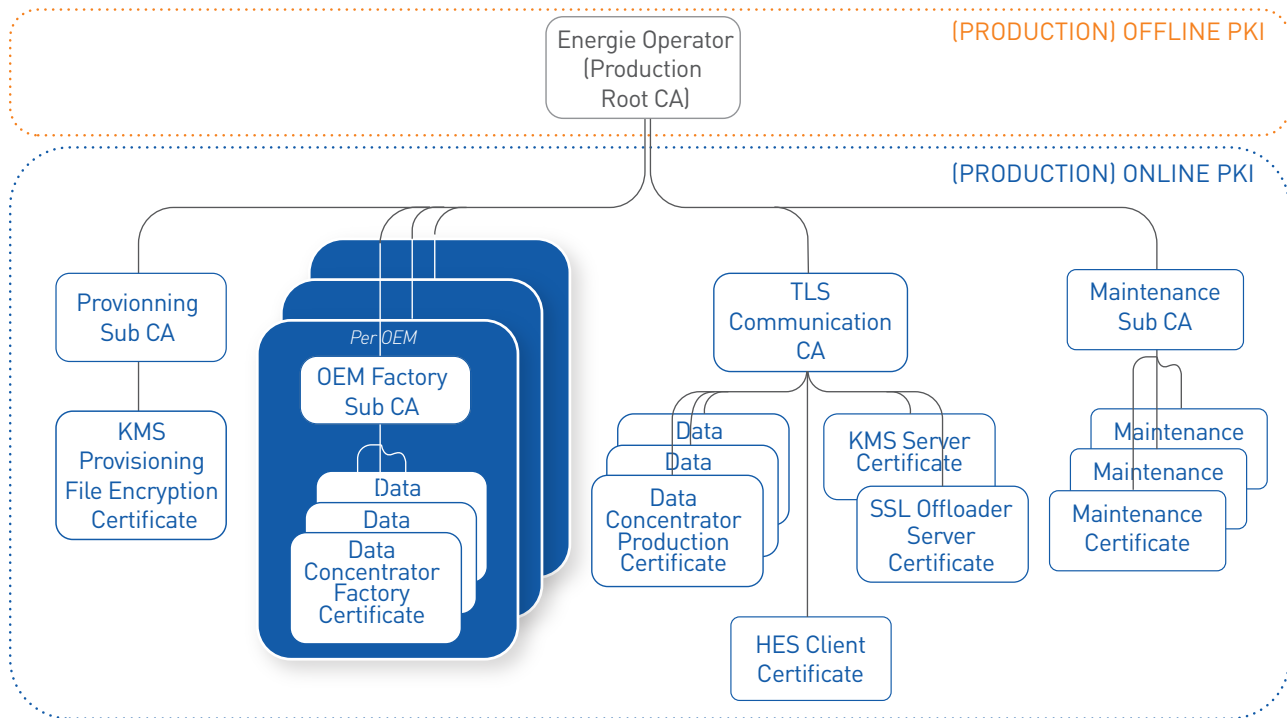 (PRODUCTION) OFFLINE PKI
Energie Operator
(Production
Root CA)
(PRODUCTION) ONLINE PKI
Provionning
Sub CA
KMS
Provisioning
File Encryption
Certificate
Per OEM
OEM Factory
Sub CA
Data
Data
Data
Concentrator
Factory
Certificate
TLS
Communication
CA
Data
Data
Data
Concentrator
Production
Certificate
KMS Server
Certificate
SSL Offloader
Server
Certificate
HES Client
Certificate
Maintenance
Sub CA
Maintenance
Maintenance
Maintenance
Certificate